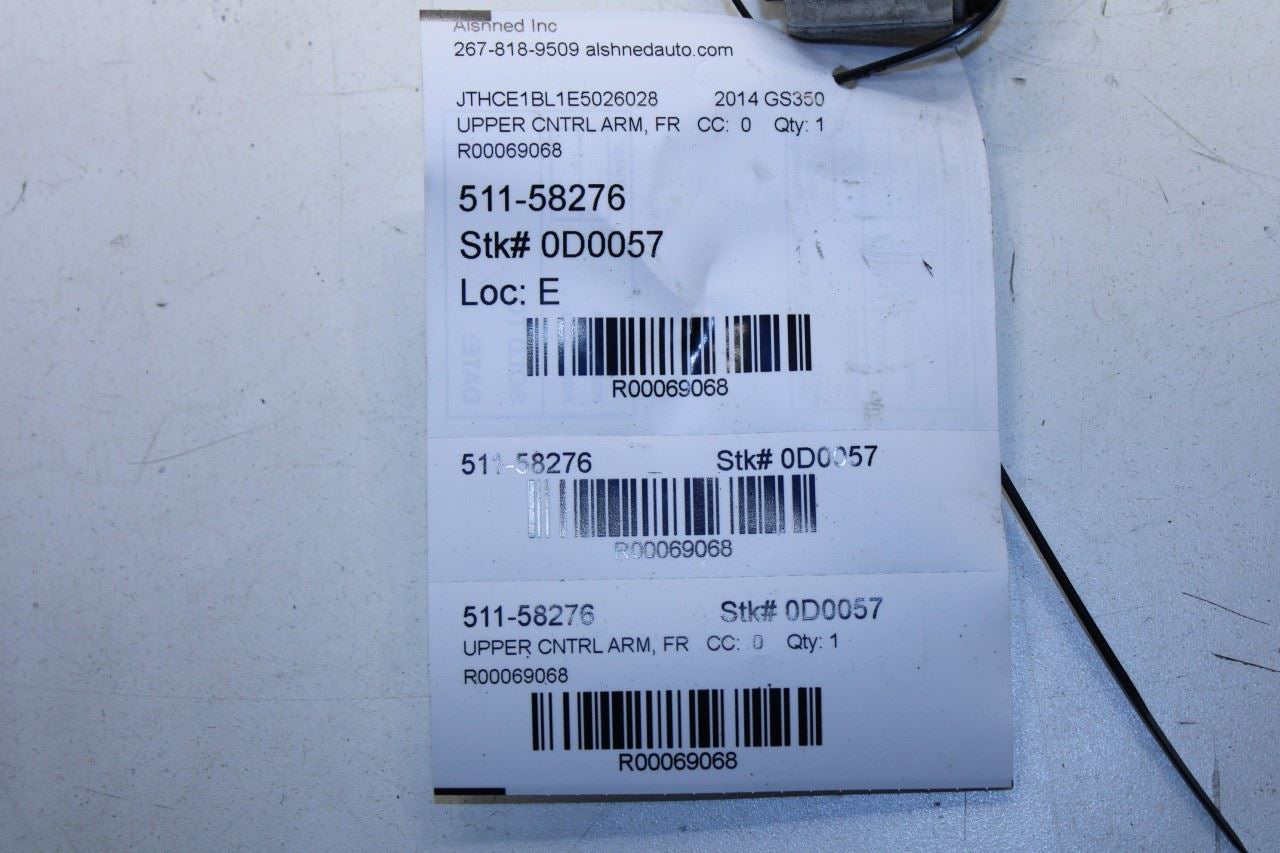 Alshned Inc
267-818-9509 alshnedauto.com
JTHCE1BL1E5026028 2014 GS350
UPPER CNTRL ARM, FR CC: 0 Qty: 1
R00069068
511-58276
Stk# 0D0057
Loc: E
R00069068
511-58276 Stk# 0D0057
R00069068
511-58276 Stk# 0D0057
UPPER CNTRL ARM, FR CC: 0 Qty: 1
R00069068
R00069068